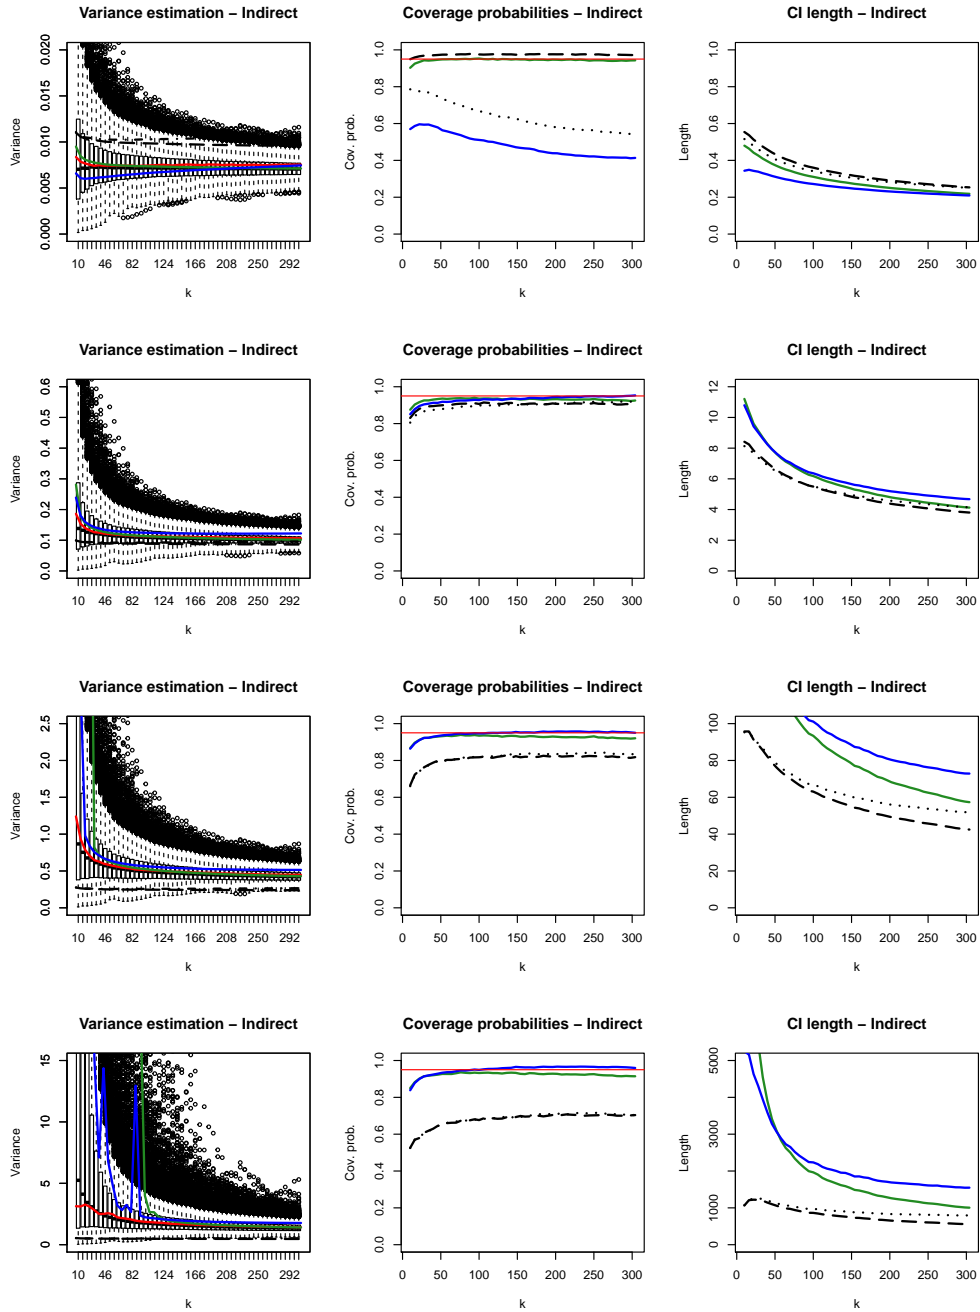 Variance estimation – Indirect
Coverage probabilities – Indirect
CI length – Indirect
Variance
0.000 0.005 0.010 0.015 0.020
10 46 82 124 166 208 250 292
k
Cov. prob.
0.0 0.2 0.4 0.6 0.8 1.0
0 50 100 150 200 250 300
k
Length
0.0 0.2 0.4 0.6 0.8 1.0
0 50 100 150 200 250 300
k
Variance estimation – Indirect
Coverage probabilities – Indirect
CI length – Indirect
Variance
0.0 0.1 0.2 0.3 0.4 0.5 0.6
10 46 82 124 166 208 250 292
k
Cov. prob.
0.0 0.2 0.4 0.6 0.8 1.0
0 50 100 150 200 250 300
k
Length
0 2 4 6 8 10 12
0 50 100 150 200 250 300
k
Variance estimation – Indirect
Coverage probabilities – Indirect
CI length – Indirect
Variance
0.0 0.5 1.0 1.5 2.0 2.5
10 46 82 124 166 208 250 292
k
Cov. prob.
0.0 0.2 0.4 0.6 0.8 1.0
0 50 100 150 200 250 300
k
Length
0 20 40 60 80 100
0 50 100 150 200 250 300
k
Variance estimation – Indirect
Coverage probabilities – Indirect
CI length – Indirect
Variance
0 5 10 15
10 46 82 124 166 208 250 292
k
Cov. prob.
0.0 0.2 0.4 0.6 0.8 1.0
0 50 100 150 200 250 300
k
Length
0 1000 3000 5000
0 50 100 150 200 250 300
k